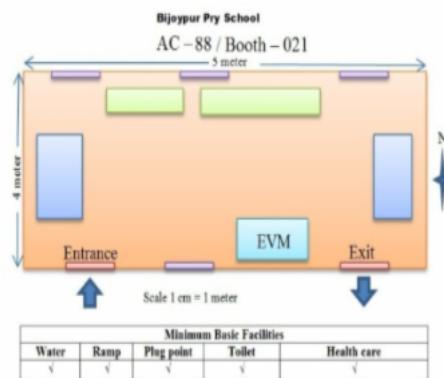 Bijoypur Pry School
AC – 88 / Booth – 021
5 meter
4 meter
N
Entrance
EVM
Exit
Scale 1 cm = 1 meter
Minimum Basic Facilities
Water Ramp Plug point Toilet Health care
√ √ √ √ √